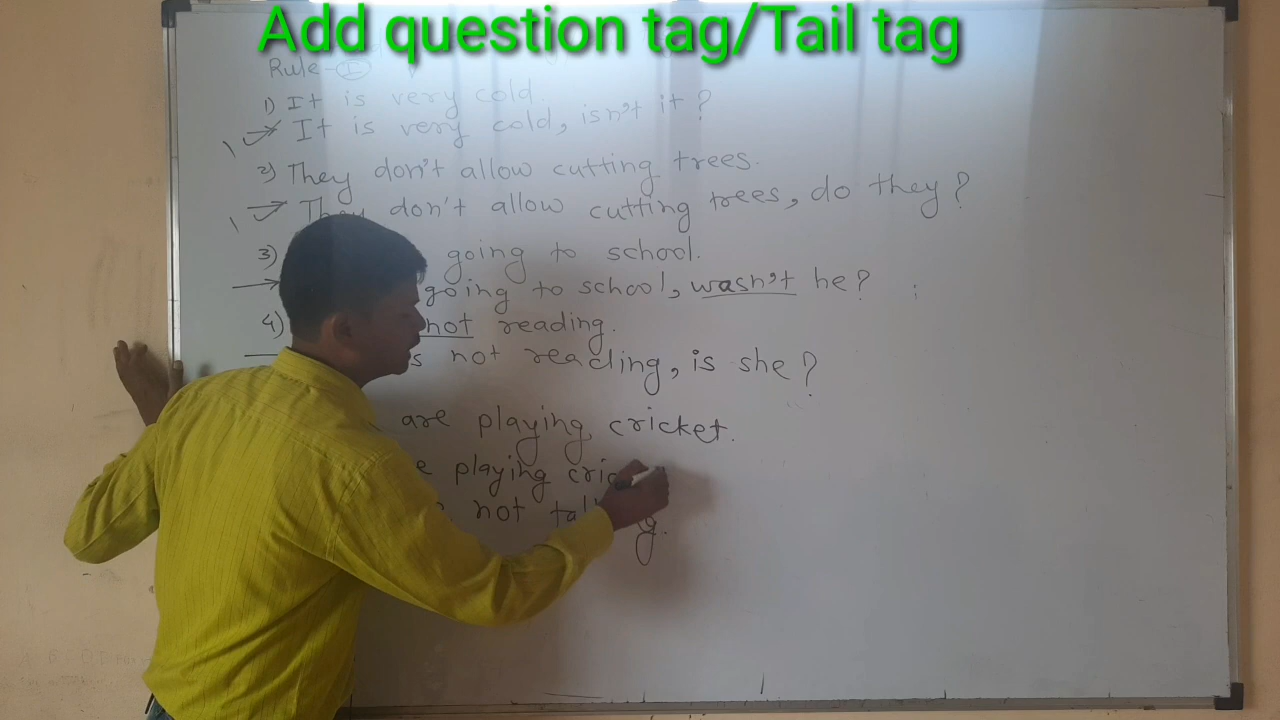 Add question tag/Tail tag
Rule-I
1) It is very cold.
It is very cold, isn't it?
2) They don't allow cutting trees.
They don't allow cutting trees, do they?
3) going to school.
going to school, wasn't he?
4) not reading.
not reading, is she?
are playing cricket.
playing
not